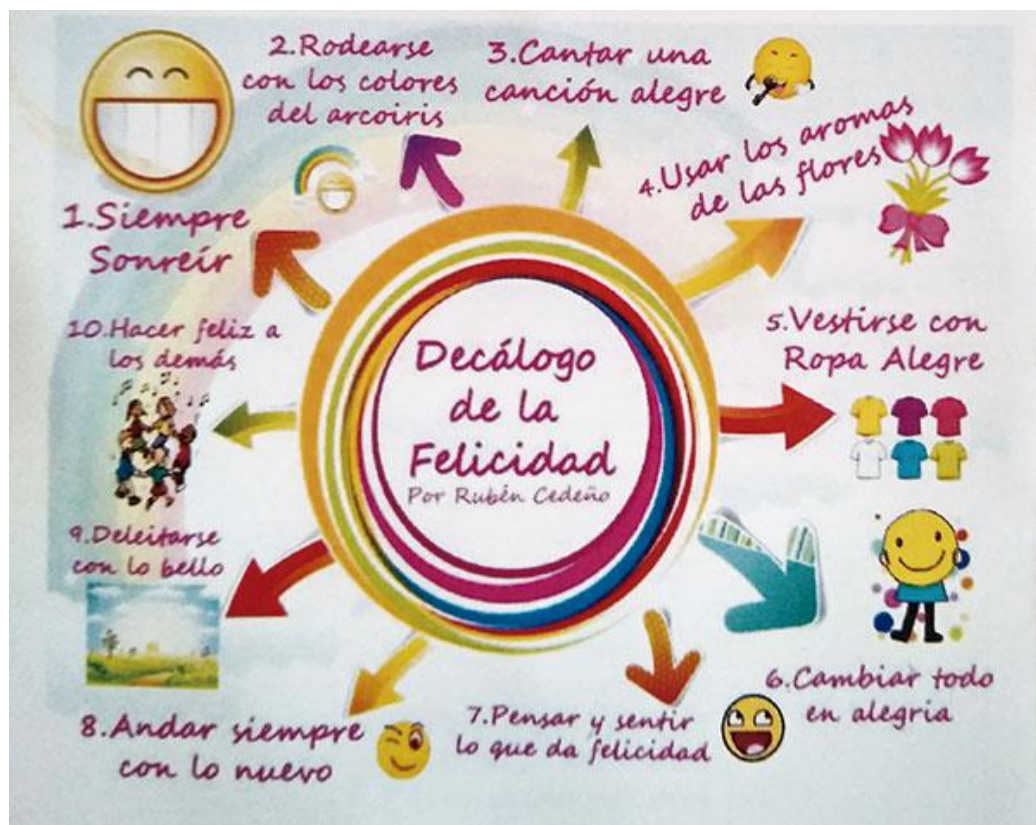 Decálogo
de la
Felicidad
Por Rubén Cedeño
1.Siempre
Sonreír
2.Rodearse
con los colores
del arcoiris
3.Cantar una
canción alegre
4.Usar los aromas
de las flores
5.Vestirse con
Ropa Alegre
6.Cambiar todo
en alegria
7.Pensar y sentir
lo que da felicidad
8.Andar siempre
con lo nuevo
9.Deleitarse
con lo bello
10.Hacer feliz a
los demás